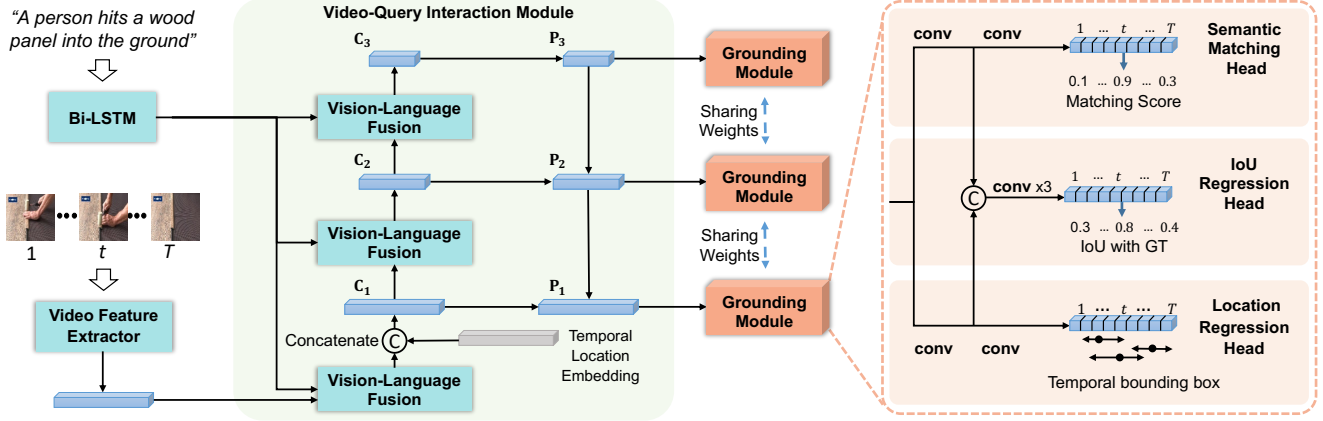 “A person hits a wood
panel into the ground”
Bi-LSTM
1
t
T
Video Feature
Extractor
Video-Query Interaction Module
C3
P3
Vision-Language
Fusion
C2
P2
Vision-Language
Fusion
C1
P1
Concatenate
C
Temporal
Location
Embedding
Vision-Language
Fusion
Grounding
Module
Sharing
Weights
Grounding
Module
Sharing
Weights
Grounding
Module
conv conv
1 ... t ... T
0.1 ... 0.9 ... 0.3
Matching Score
Semantic
Matching
Head
C
conv x3
1 ... t ... T
0.3 ... 0.8 ... 0.4
IoU with GT
IoU
Regression
Head
conv conv
1 ... t ... T
Temporal bounding box
Location
Regression
Head